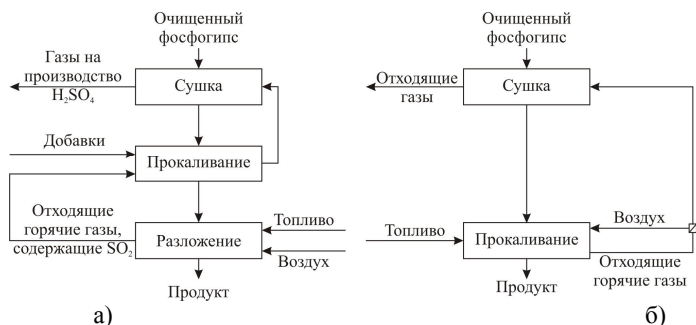 Очищенный
фосфогипс
Газы на
производство
H₂SO₄
Сушка
Добавки
Прокаливание
Отходящие
горячие газы,
содержащие SO₂
Разложение
Топливо
Воздух
Продукт
а)
Очищенный
фосфогипс
Отходящие
газы
Сушка
Топливо
Воздух
Прокаливание
Отходящие
горячие газы
Продукт
б)